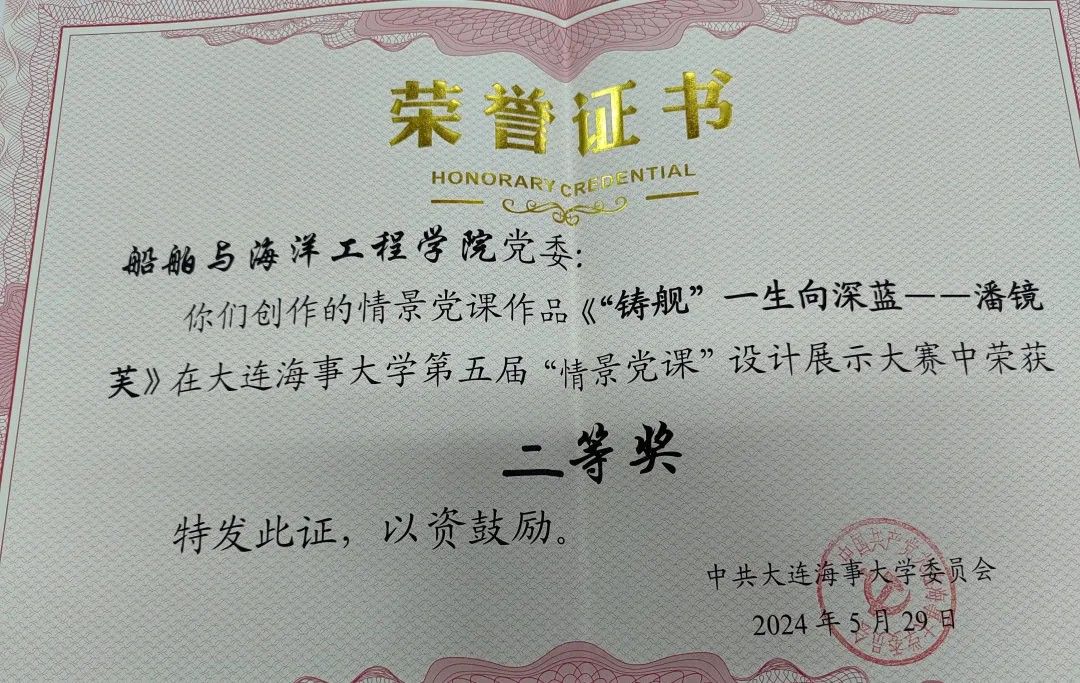 荣誉证书
HONORARY CREDENTIAL
船舶与海洋工程学院党委：
你们创作的情景党课作品《“铸舰”一生向深蓝——潘镜
芙》在大连海事大学第五届“情景党课”设计展示大赛中荣获
二等奖
特发此证，以资鼓励。
中共大连海事大学委员会
2024年5月29日